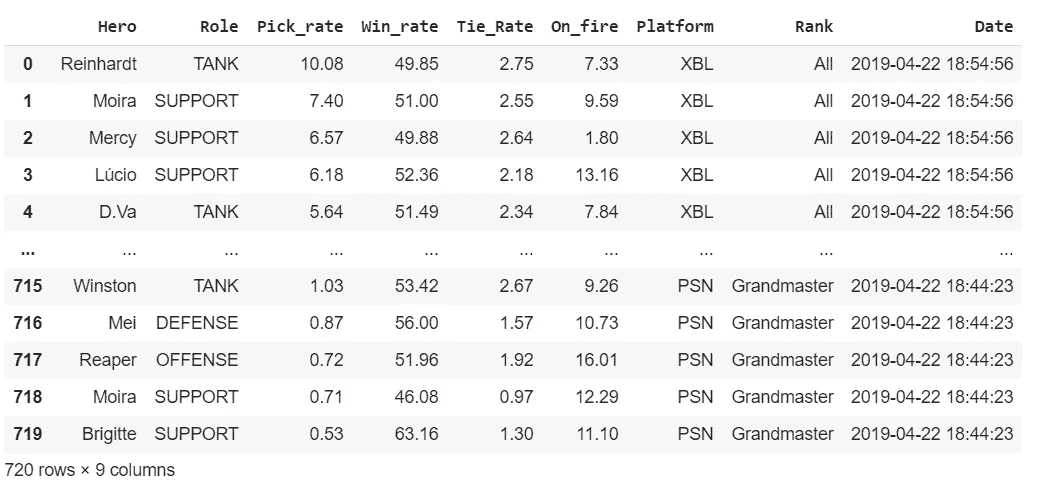 Hero Role Pick_rate Win_rate Tie_Rate On_fire Platform Rank Date
0 Reinhardt TANK 10.08 49.85 2.75 7.33 XBL All 2019-04-22 18:54:56
1 Moira SUPPORT 7.40 51.00 2.55 9.59 XBL All 2019-04-22 18:54:56
2 Mercy SUPPORT 6.57 49.88 2.64 1.80 XBL All 2019-04-22 18:54:56
3 Lúcio SUPPORT 6.18 52.36 2.18 13.16 XBL All 2019-04-22 18:54:56
4 D.Va TANK 5.64 51.49 2.34 7.84 XBL All 2019-04-22 18:54:56
... ... ... ... ... ... ... ... ... ...
715 Winston TANK 1.03 53.42 2.67 9.26 PSN Grandmaster 2019-04-22 18:44:23
716 Mei DEFENSE 0.87 56.00 1.57 10.73 PSN Grandmaster 2019-04-22 18:44:23
717 Reaper OFFENSE 0.72 51.96 1.92 16.01 PSN Grandmaster 2019-04-22 18:44:23
718 Moira SUPPORT 0.71 46.08 0.97 12.29 PSN Grandmaster 2019-04-22 18:44:23
719 Brigitte SUPPORT 0.53 63.16 1.30 11.10 PSN Grandmaster 2019-04-22 18:44:23
720 rows × 9 columns